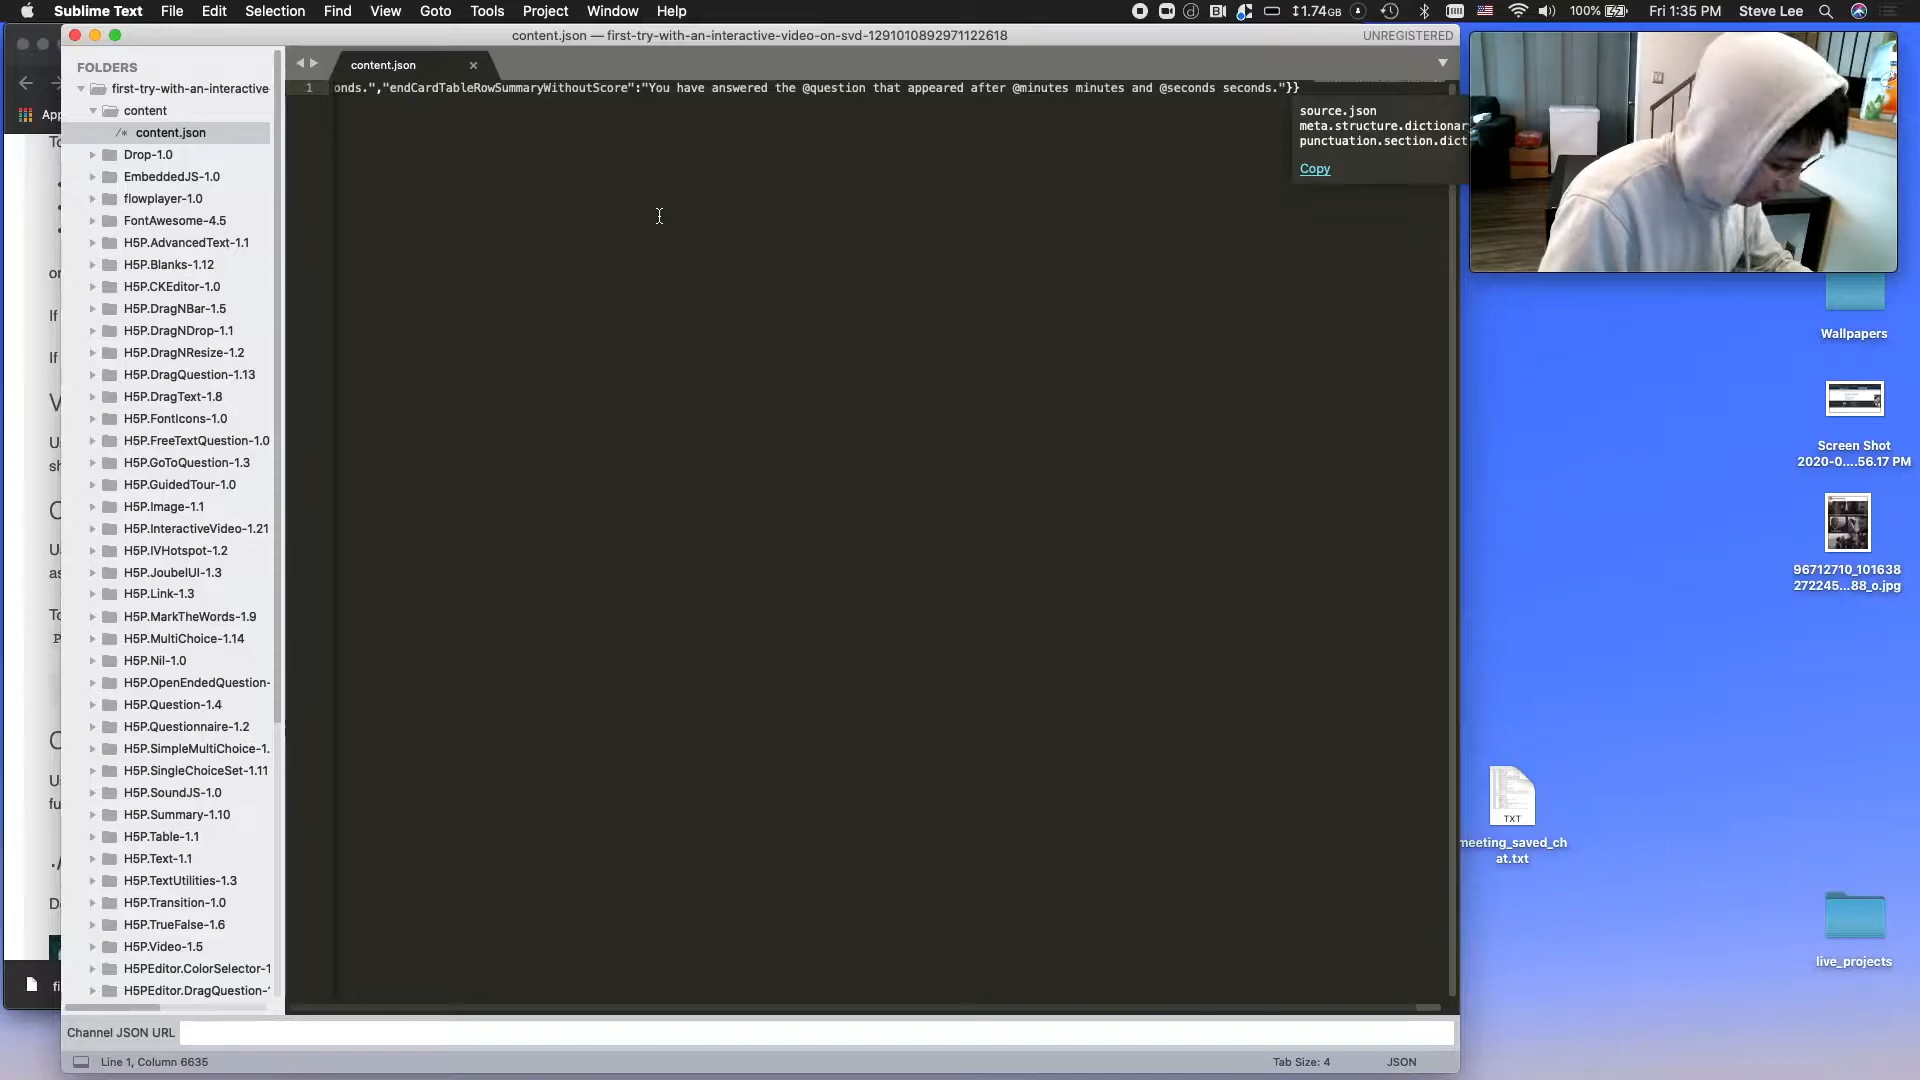 Sublime Text File Edit Selection Find View Goto Tools Project Window Help 1.74GB 100% Fri 1:35 PM Steve Lee
content.json — first-try-with-an-interactive-video-on-svd-1291010892971122618
UNREGISTERED
FOLDERS
first-try-with-an-interactive
content
/* content.json
Drop-1.0
EmbeddedJS-1.0
flowplayer-1.0
FontAwesome-4.5
H5P.AdvancedText-1.1
H5P.Blanks-1.12
H5P.CKEditor-1.0
H5P.DragNBar-1.5
H5P.DragNDrop-1.1
H5P.DragNResize-1.2
H5P.DragQuestion-1.13
H5P.DragText-1.8
H5P.FontIcons-1.0
H5P.FreeTextQuestion-1.0
H5P.GoToQuestion-1.3
H5P.GuidedTour-1.0
H5P.Image-1.1
H5P.InteractiveVideo-1.21
H5P.IVHotspot-1.2
H5P.JoubelUI-1.3
H5P.Link-1.3
H5P.MarkTheWords-1.9
H5P.MultiChoice-1.14
H5P.Nil-1.0
H5P.OpenEndedQuestion-
H5P.Question-1.4
H5P.Questionnaire-1.2
H5P.SimpleMultiChoice-1.
H5P.SingleChoiceSet-1.11
H5P.SoundJS-1.0
H5P.Summary-1.10
H5P.Table-1.1
H5P.Text-1.1
H5P.TextUtilities-1.3
H5P.Transition-1.0
H5P.TrueFalse-1.6
H5P.Video-1.5
H5PEditor.ColorSelector-1
H5PEditor.DragQuestion-
content.json
1 onds.","endCardTableRowSummaryWithoutScore":"You have answered the @question that appeared after @minutes minutes and @seconds seconds."}}
source.json
meta.structure.dictionar
punctuation.section.dict
Copy
Channel JSON URL
Line 1, Column 6635
Tab Size: 4
JSON
Wallpapers
Screen Shot
2020-0....56.17 PM
96712710_101638
272245...88_o.jpg
TXT
meeting_saved_ch
at.txt
live_projects